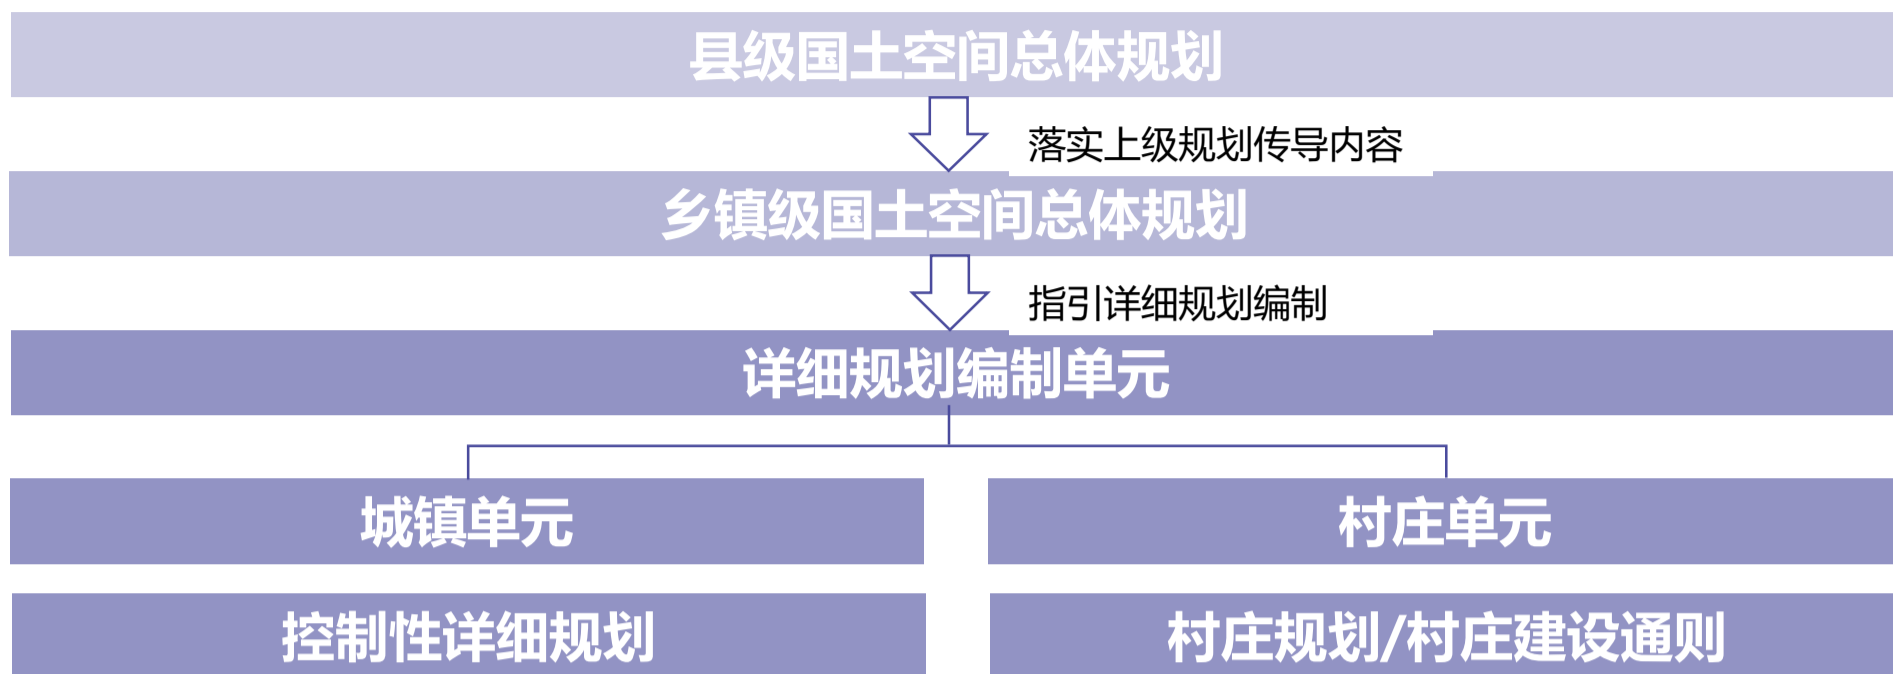 县级国土空间总体规划
落实上级规划传导内容
乡镇级国土空间总体规划
指引详细规划编制
详细规划编制单元
城镇单元
村庄单元
控制性详细规划
村庄规划/村庄建设通则